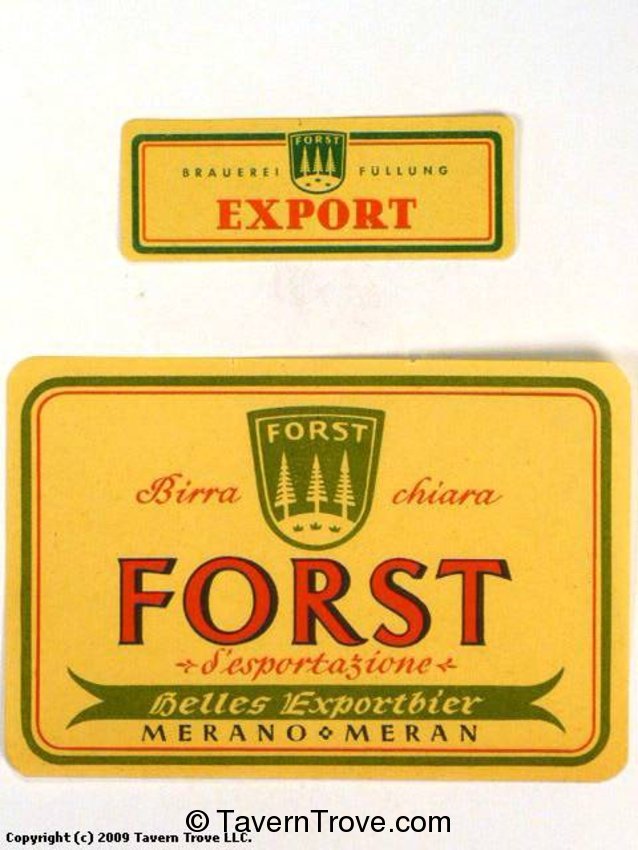 FORST
BRAUEREI FÜLLUNG
EXPORT
FORST
Birra chiara
FORST
d'esportazione
Helles Exportbier
MERANO MERAN
© TavernTrove.com
Copyright (c) 2009 Tavern Trove LLC.